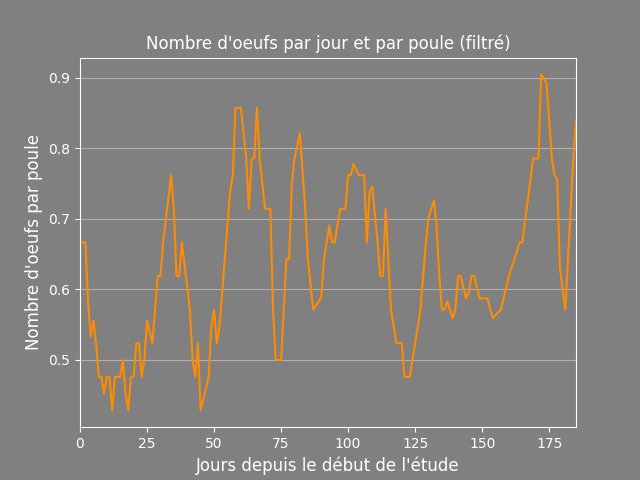 Nombre d'oeufs par jour et par poule (filtré)
Nombre d'oeufs par poule
0.9
0.8
0.7
0.6
0.5
0 25 50 75 100 125 150 175
Jours depuis le début de l'étude